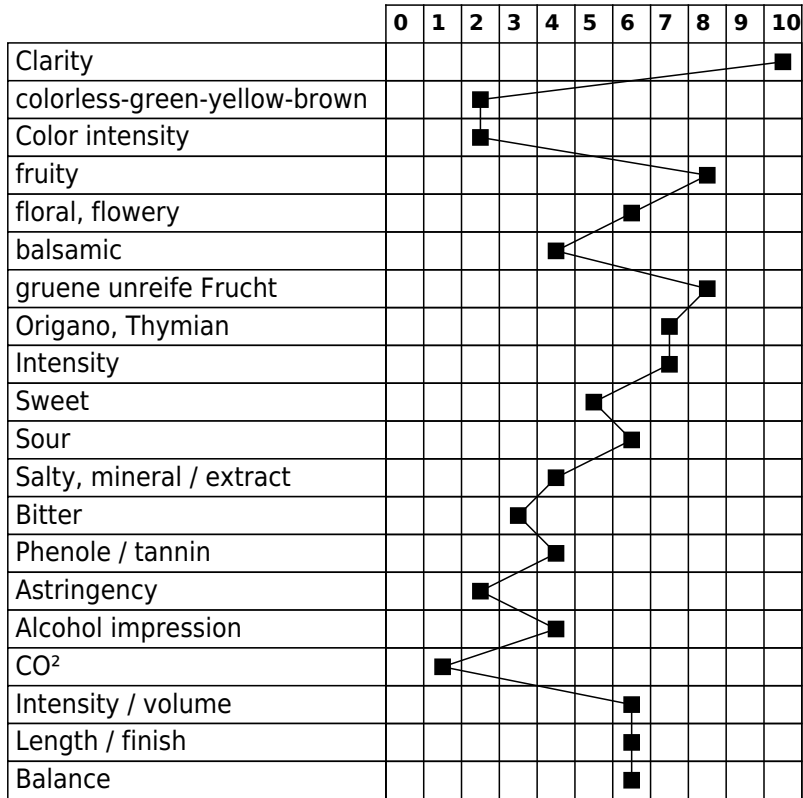 0 1 2 3 4 5 6 7 8 9 10
Clarity
colorless-green-yellow-brown
Color intensity
fruity
floral, flowery
balsamic
gruene unreife Frucht
Origano, Thymian
Intensity
Sweet
Sour
Salty, mineral / extract
Bitter
Phenole / tannin
Astringency
Alcohol impression
CO²
Intensity / volume
Length / finish
Balance